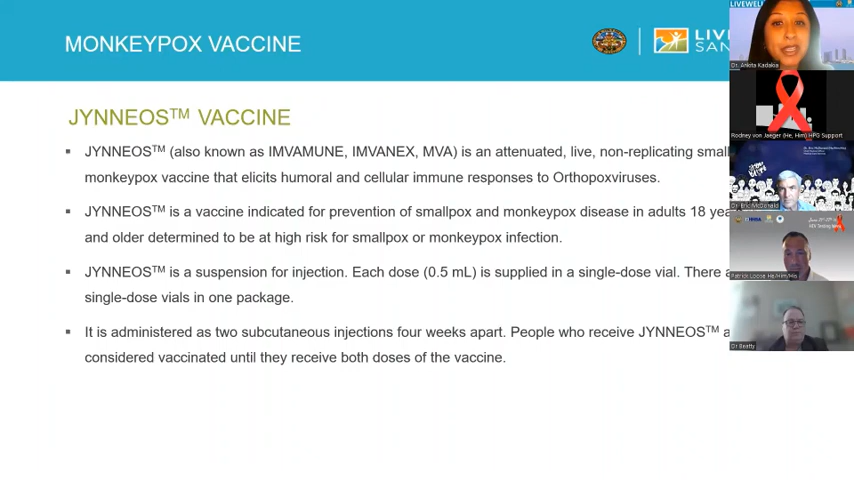 MONKEYPOX VACCINE
LIV
SAN
JYNNEOS™ VACCINE
▪ JYNNEOS™ (also known as IMVAMUNE, IMVANEX, MVA) is an attenuated, live, non-replicating smal
monkeypox vaccine that elicits humoral and cellular immune responses to Orthopoxviruses.
▪ JYNNEOS™ is a vaccine indicated for prevention of smallpox and monkeypox disease in adults 18 yea
and older determined to be at high risk for smallpox or monkeypox infection.
▪ JYNNEOS™ is a suspension for injection. Each dose (0.5 mL) is supplied in a single-dose vial. There a
single-dose vials in one package.
▪ It is administered as two subcutaneous injections four weeks apart. People who receive JYNNEOS™ a
considered vaccinated until they receive both doses of the vaccine.
LIVEWELL
Dr. Ankita Kadakia
Rodney von Jaeger (He, Him) HPG Support
Dr. Eric McDonald
Patrick Loose He/Him/His
Dr Beatty